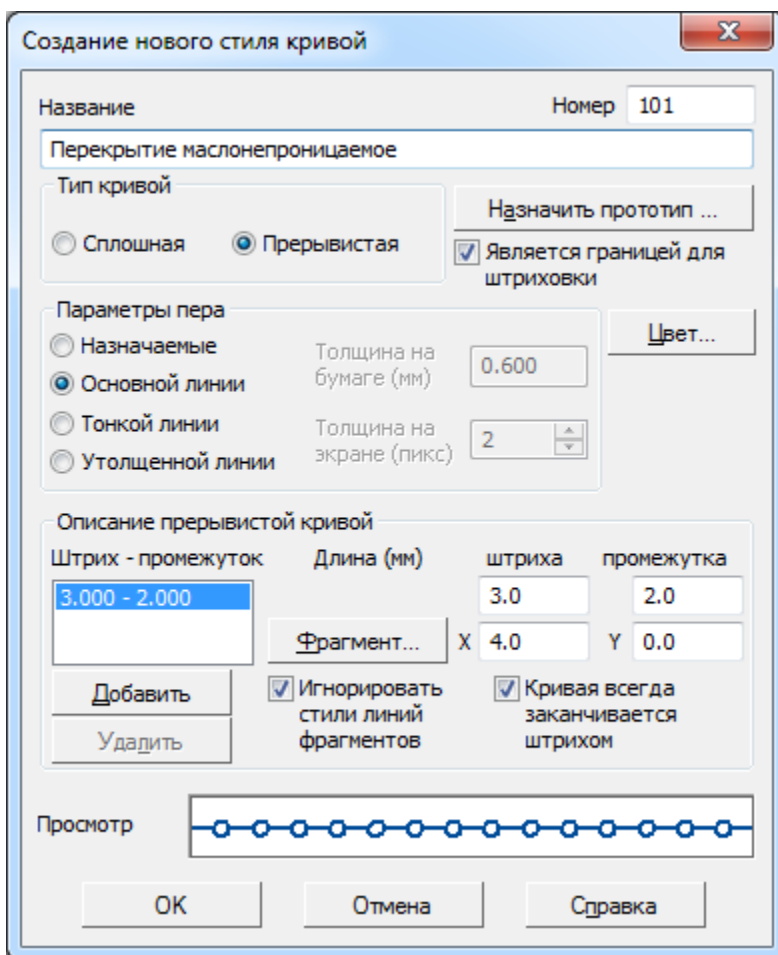 Создание нового стиля кривой
Название
Номер 101
Перекрытие маслонепроницаемое
Тип кривой
Сплошная Прерывистая
Назначить прототип ...
Является границей для
штриховки
Параметры пера
Назначаемые
Основной линии
Тонкой линии
Утолщенной линии
Толщина на
бумаге (мм)
0.600
Толщина на
экране (пикс)
2
Цвет...
Описание прерывистой кривой
Штрих - промежуток Длина (мм) штриха промежутка
3.000 - 2.000
3.0 2.0
Фрагмент... X 4.0 Y 0.0
Добавить
Удалить
Игнорировать
стили линий
фрагментов
Кривая всегда
заканчивается
штрихом
Просмотр
OK Отмена Справка